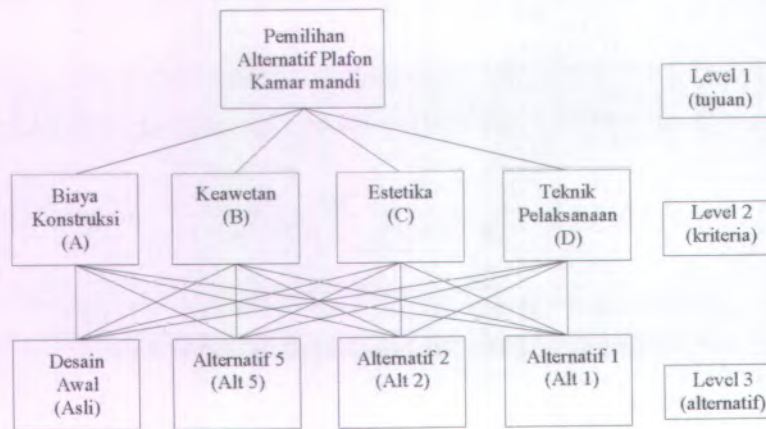 Pemilihan
Alternatif Plafon
Kamar mandi
Level 1
(tujuan)
Biaya
Konstruksi
(A)
Keawetan
(B)
Estetika
(C)
Teknik
Pelaksanaan
(D)
Level 2
(kriteria)
Desain
Awal
(Asli)
Alternatif 5
(Alt 5)
Alternatif 2
(Alt 2)
Alternatif 1
(Alt 1)
Level 3
(alternatif)